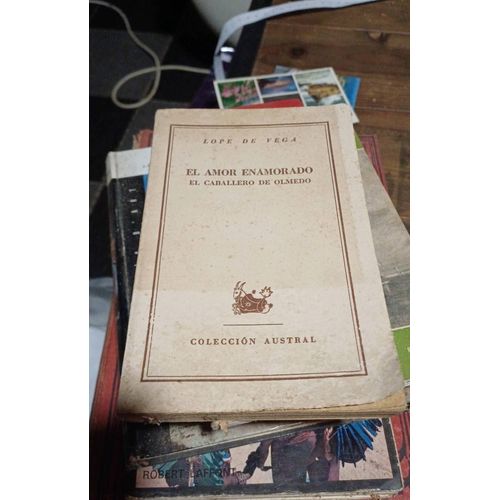 LOPE DE VEGA
EL AMOR ENAMORADO
EL CABALLERO DE OLMEDO
COLECCIÓN AUSTRAL
ROBERT LAFFONT